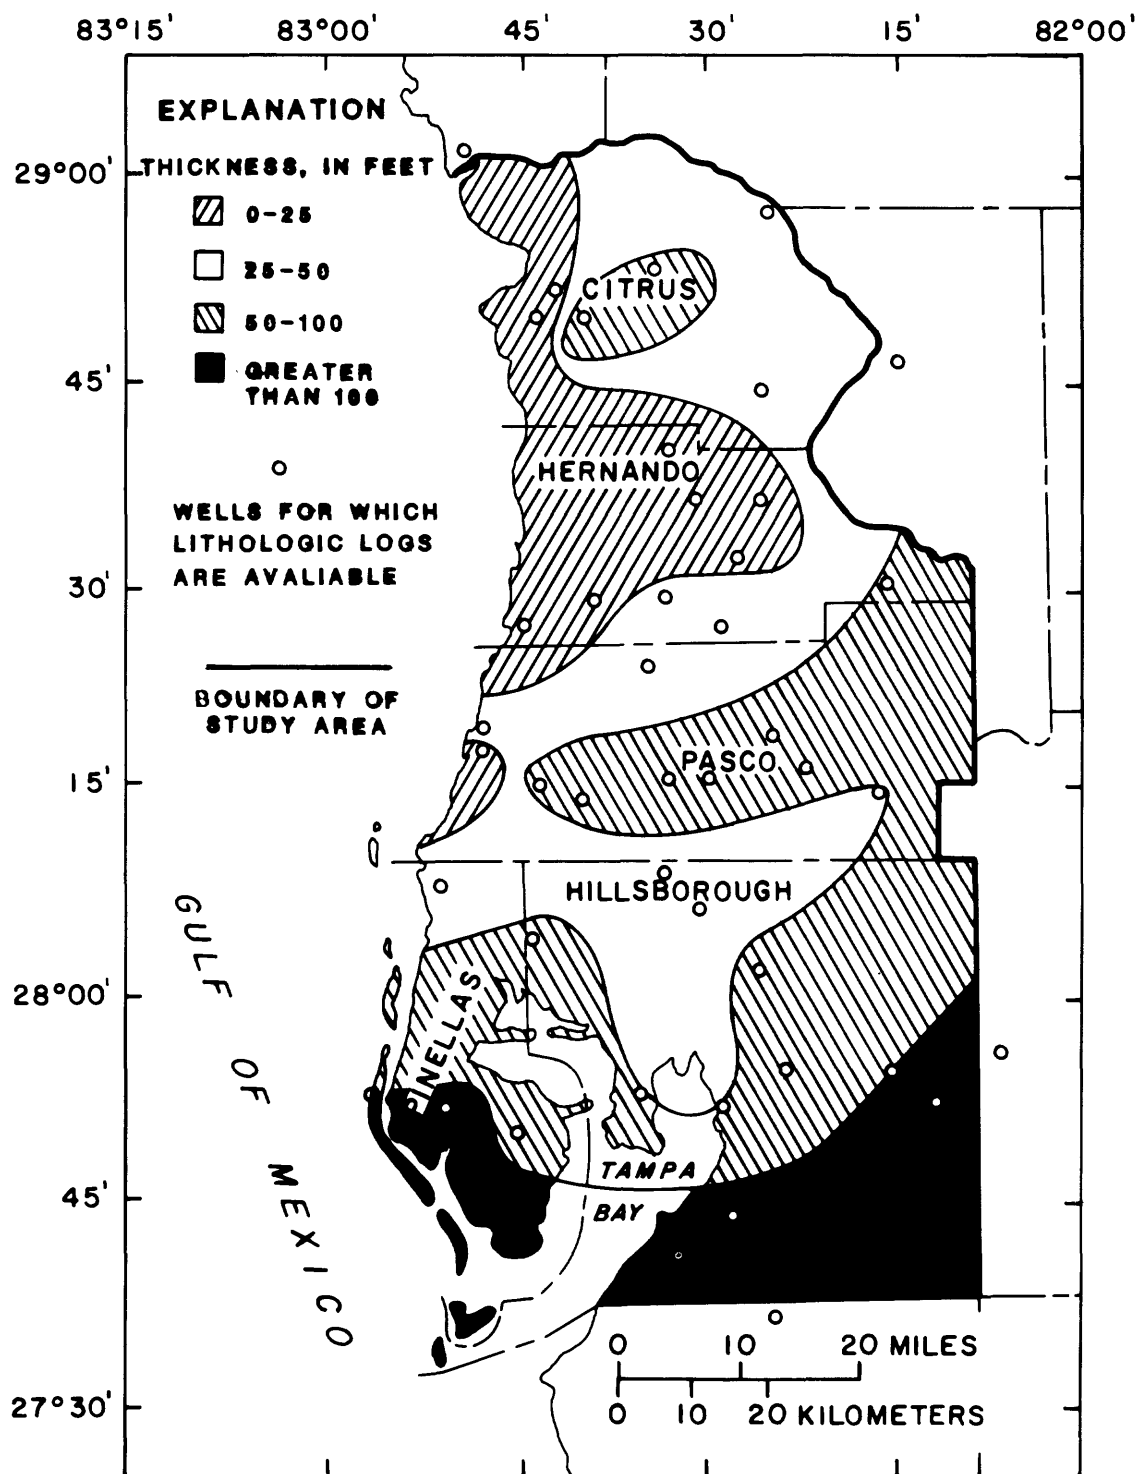 83°15' 83°00' 45' 30' 15' 82°00'
EXPLANATION
29°00'
THICKNESS, IN FEET
0-25
25-50
CITRUS
50-100
45'
GREATER
THAN 100
HERNANDO
WELLS FOR WHICH
LITHOLOGIC LOGS
ARE AVALIABLE
30'
BOUNDARY OF
STUDY AREA
PASCO
15'
HILLSBOROUGH
GULF OF MEXICO
28°00'
PINELLAS
TAMPA
45'
BAY
0 10 20 MILES
0 10 20 KILOMETERS
27°30'